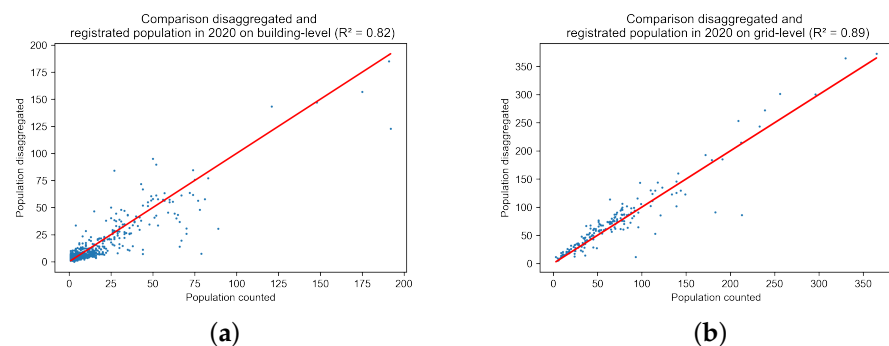 Comparison disaggregated and
registrated population in 2020 on building-level (R² = 0.82)
200
175
150
125
100
75
50
25
0
Population disaggregated
0 25 50 75 100 125 150 175 200
Population counted
(a)
Comparison disaggregated and
registrated population in 2020 on grid-level (R² = 0.89)
350
300
250
200
150
100
50
0
Population disaggregated
0 50 100 150 200 250 300 350
Population counted
(b)